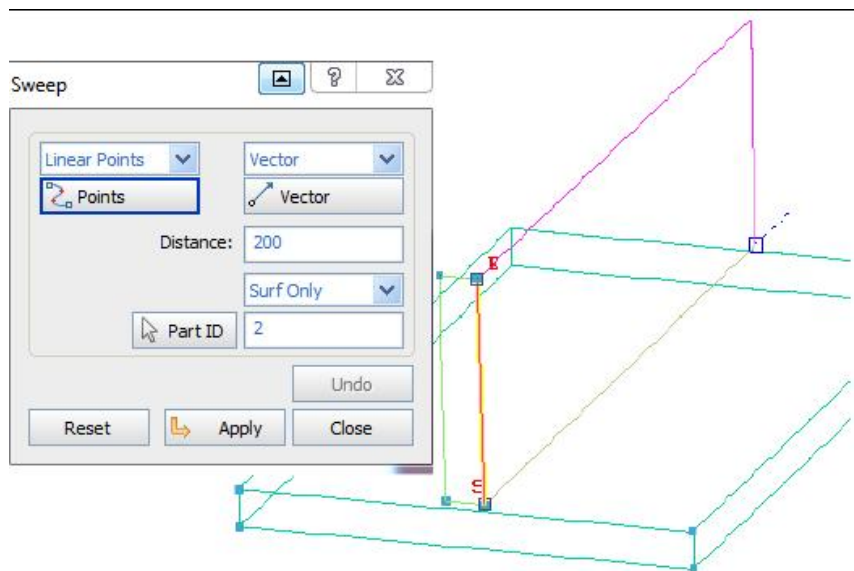 Sweep
?
Linear Points
Vector
Points
Vector
Distance: 200
Surf Only
Part ID 2
Undo
Reset
Apply
Close
E
S